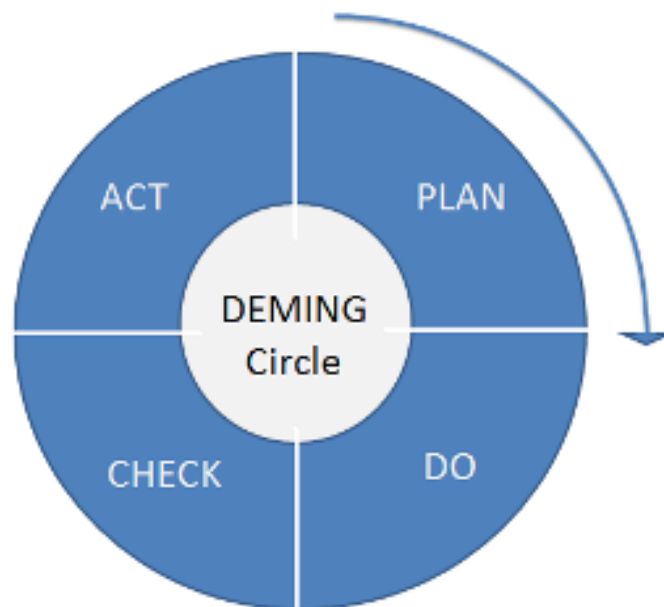 ACT
PLAN
DEMING
Circle
CHECK
DO